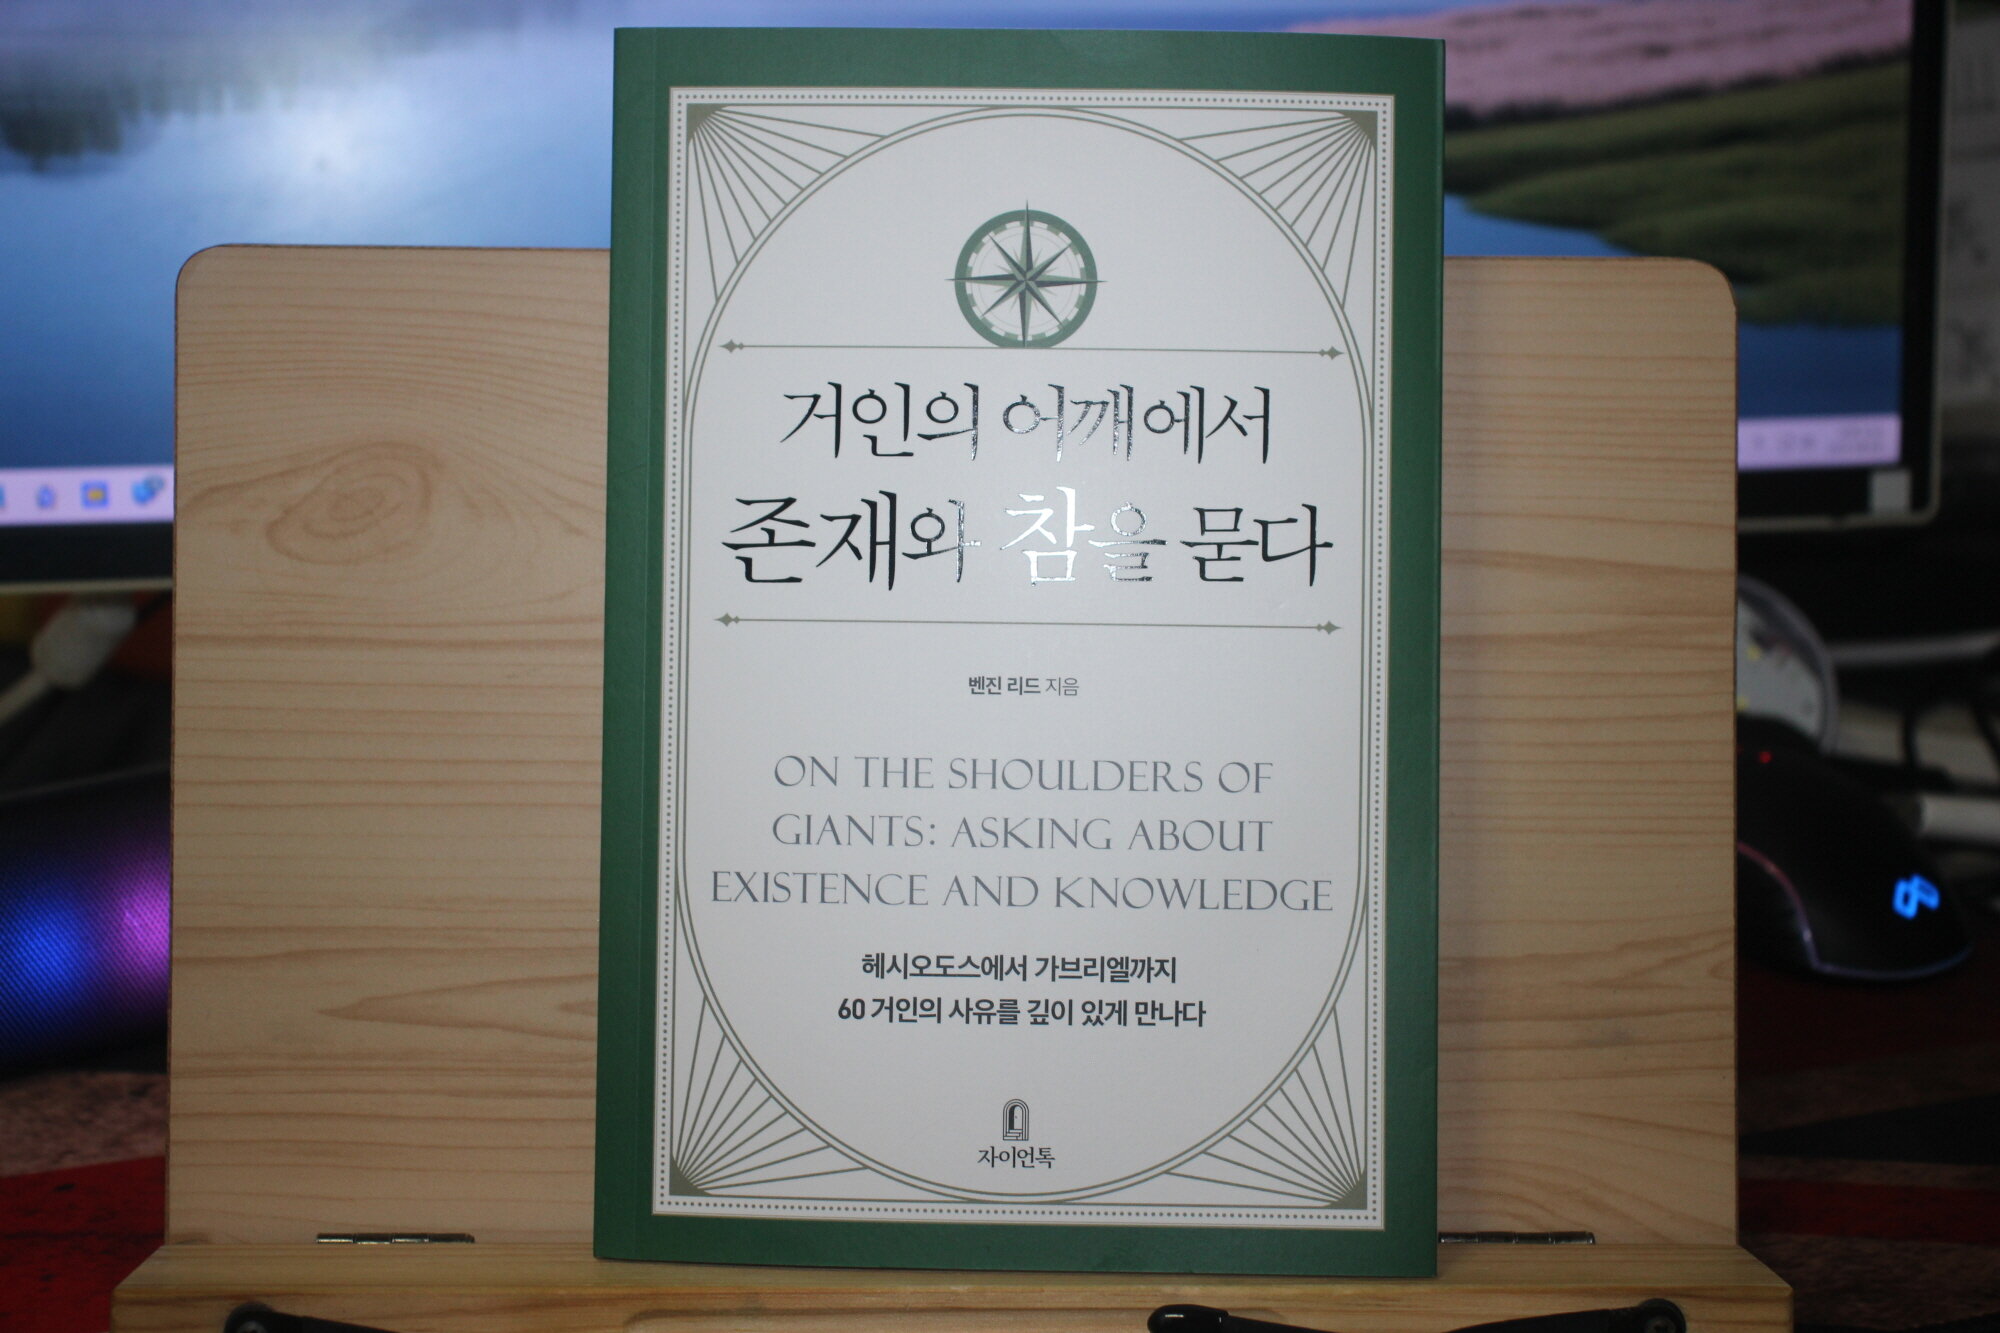 거인의 어깨에서
존재와 참을 묻다
벤진 리드 지음
ON THE SHOULDERS OF
GIANTS: ASKING ABOUT
EXISTENCE AND KNOWLEDGE
헤시오도스에서 가브리엘까지
60 거인의 사유를 깊이 있게 만나다
자이언톡